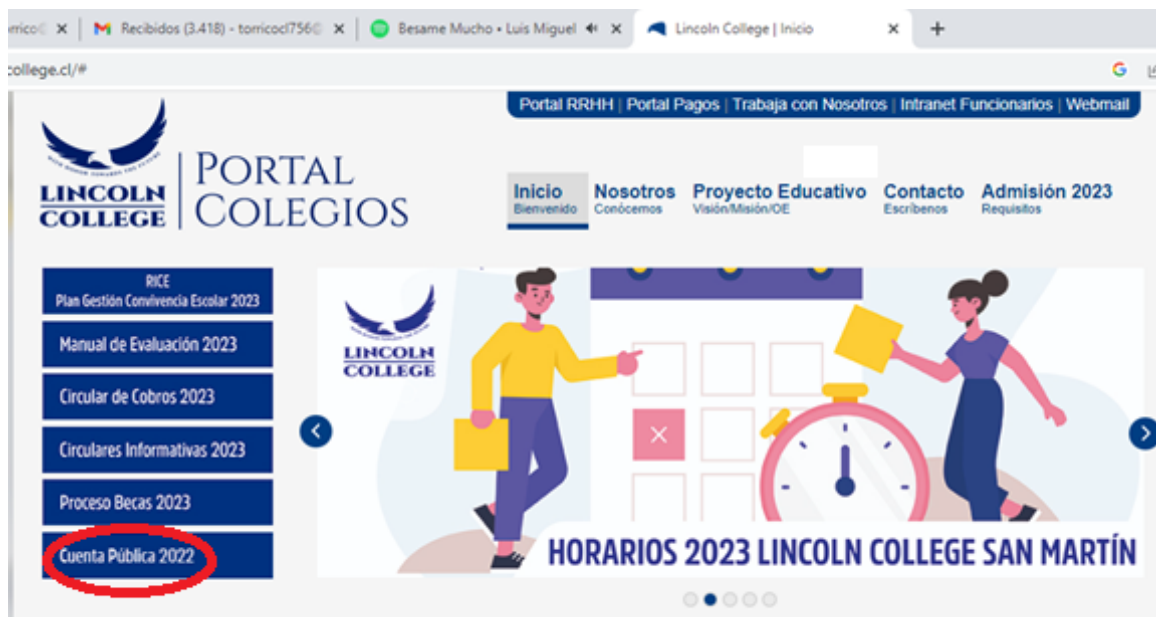 Recibidos (3.418) - torricocl756
Besame Mucho • Luis Miguel
Lincoln College | Inicio
college.cl/#
Portal RRHH | Portal Pagos | Trabaja con Nosotros | Intranet Funcionarios | Webmail
LINCOLN COLLEGE
PORTAL COLEGIOS
Inicio Nosotros Proyecto Educativo Contacto Admisión 2023
Bienvenido Conócemos Visión/Misión/OE Escríbenos Requisitos
RICE
Plan Gestión Convivencia Escolar 2023
Manual de Evaluación 2023
Circular de Cobros 2023
Circulares Informativas 2023
Proceso Becas 2023
Cuenta Pública 2022
LINCOLN
COLLEGE
HORARIOS 2023 LINCOLN COLLEGE SAN MARTÍN